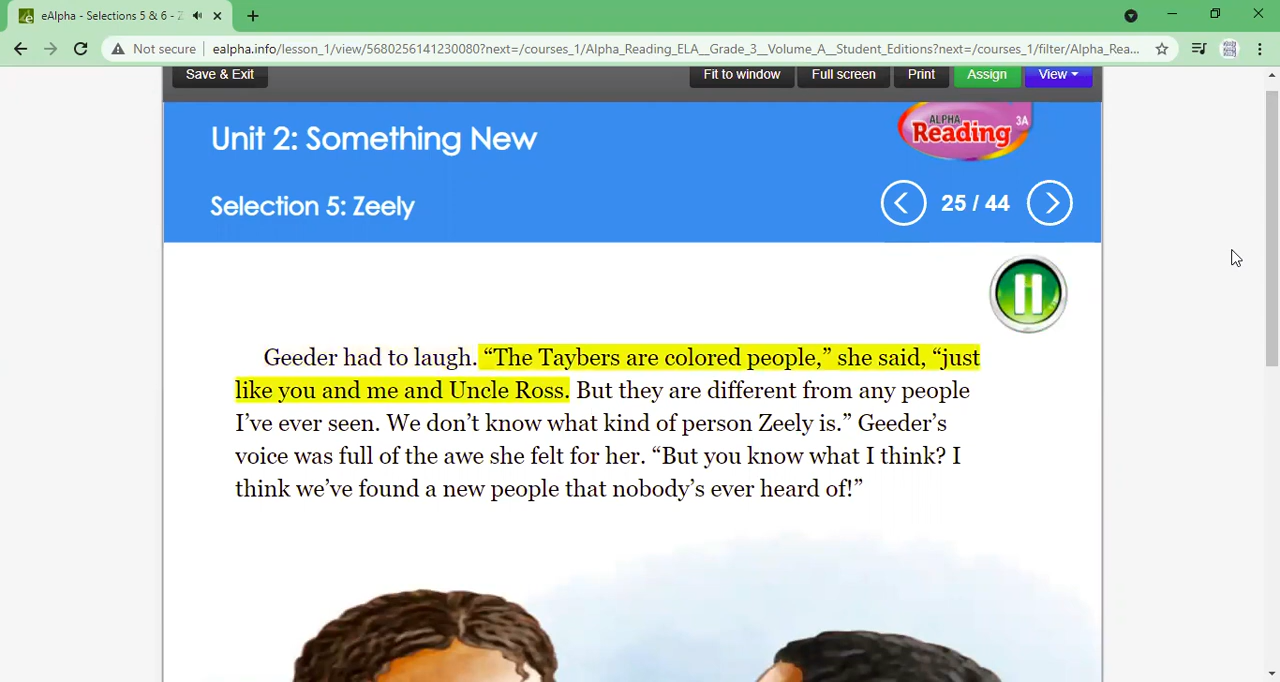 eAlpha - Selections 5 & 6 - Z
Not secure
ealpha.info/lesson_1/view/5680256141230080?next=/courses_1/Alpha_Reading_ELA__Grade_3__Volume_A__Student_Editions?next=/courses_1/filter/Alpha_Rea...
Save & Exit
Fit to window
Full screen
Print
Assign
View
Unit 2: Something New
ALPHA
Reading
3A
Selection 5: Zeely
25 / 44
Geeder had to laugh. “The Taybers are colored people,” she said, “just
like you and me and Uncle Ross. But they are different from any people
I’ve ever seen. We don’t know what kind of person Zeely is.” Geeder’s
voice was full of the awe she felt for her. “But you know what I think? I
think we’ve found a new people that nobody’s ever heard of!”